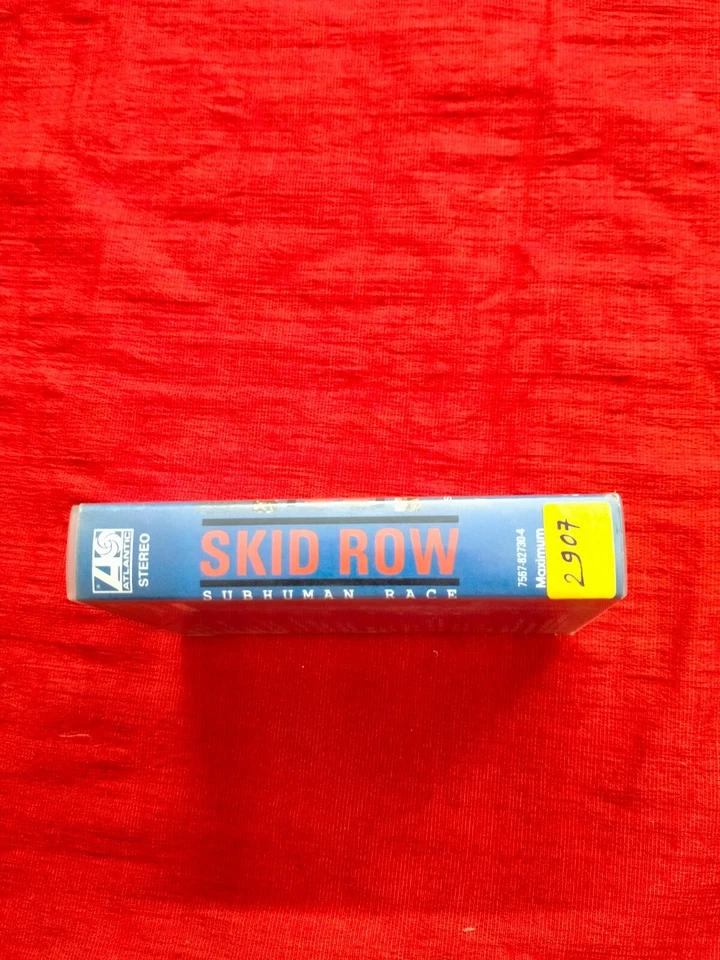 ATLANTIC
STEREO
SKID ROW
SUBHUMAN RACE
7567-82730-4
Maximum
2907